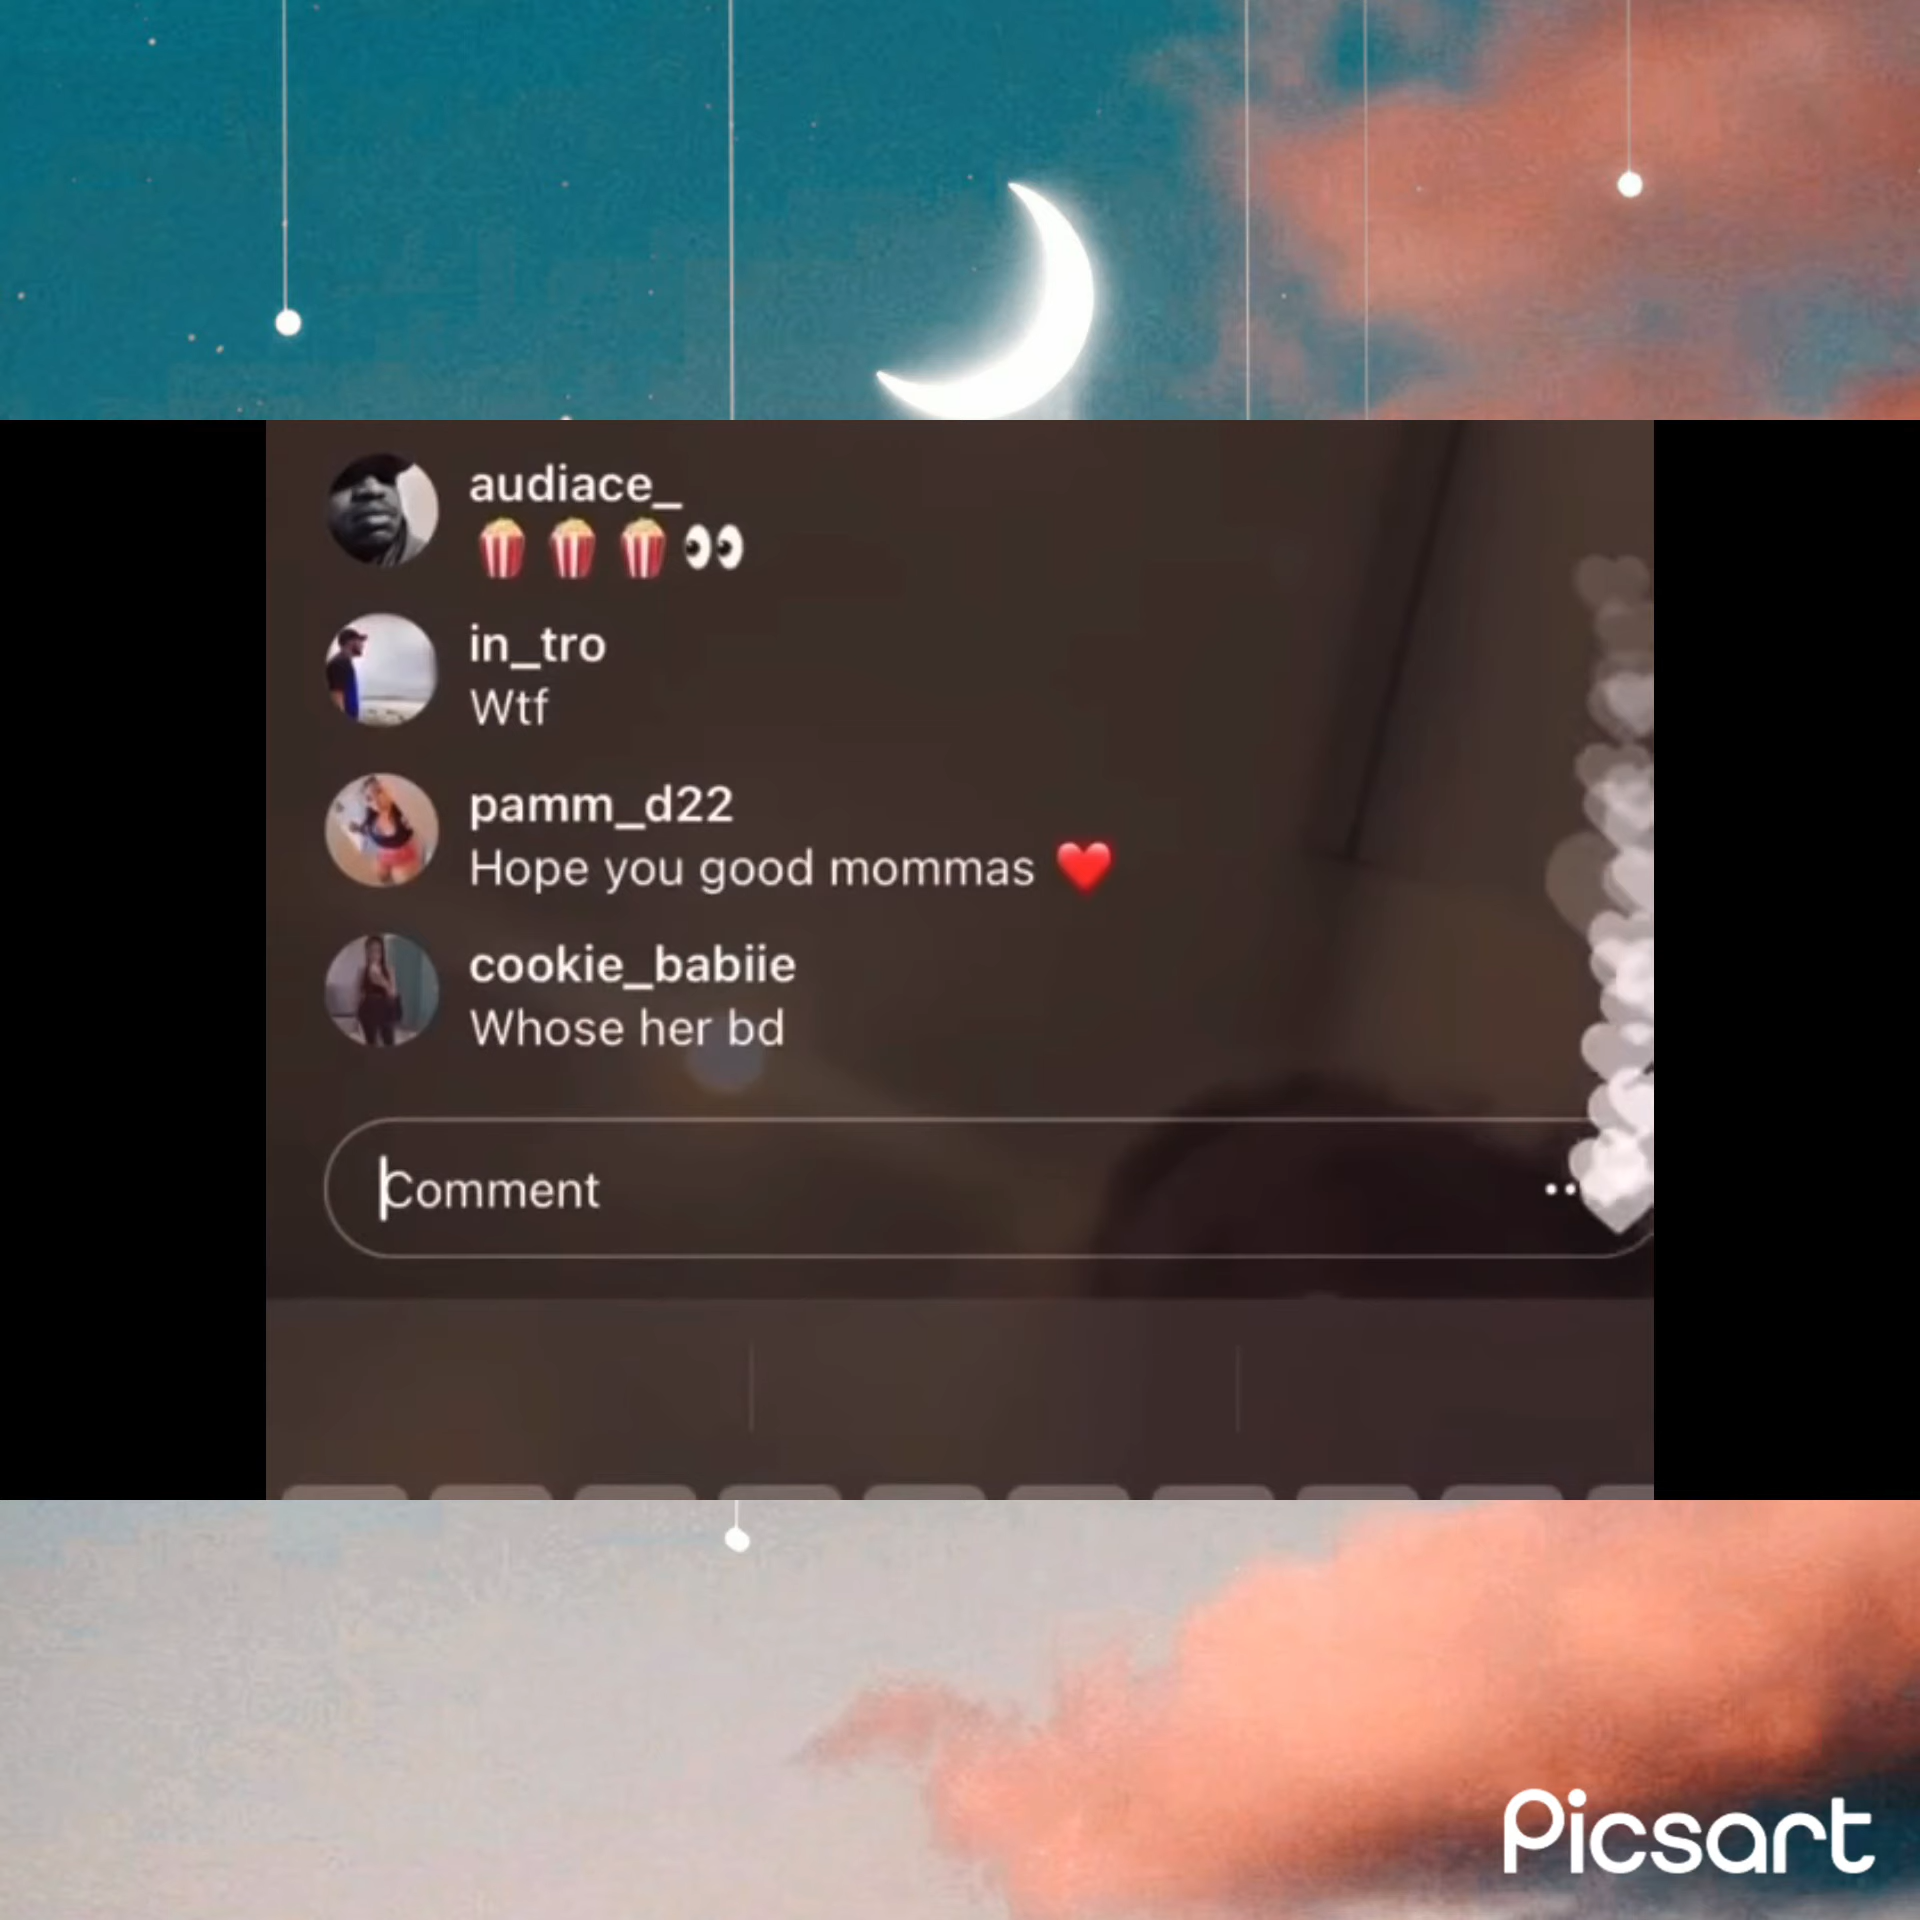 audiace_
🍿🍿🍿👀
in_tro
Wtf
pamm_d22
Hope you good mommas ❤️
cookie_babiie
Whose her bd
Comment
Picsart